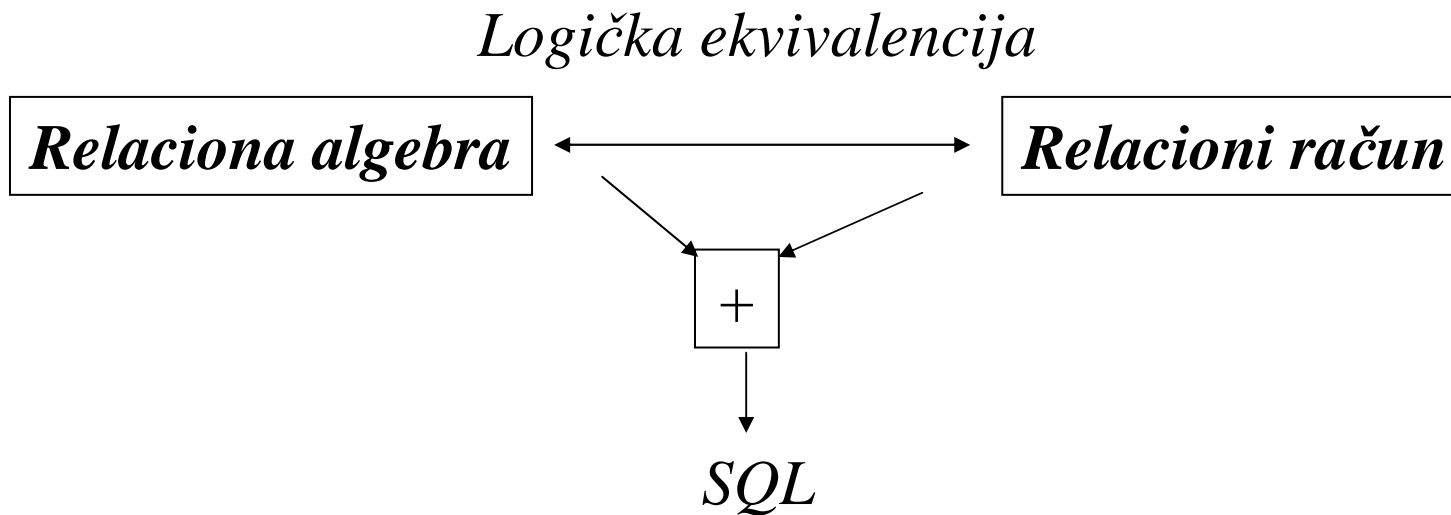 Logička ekvivalencija
Relaciona algebra
Relacioni račun
+
SQL